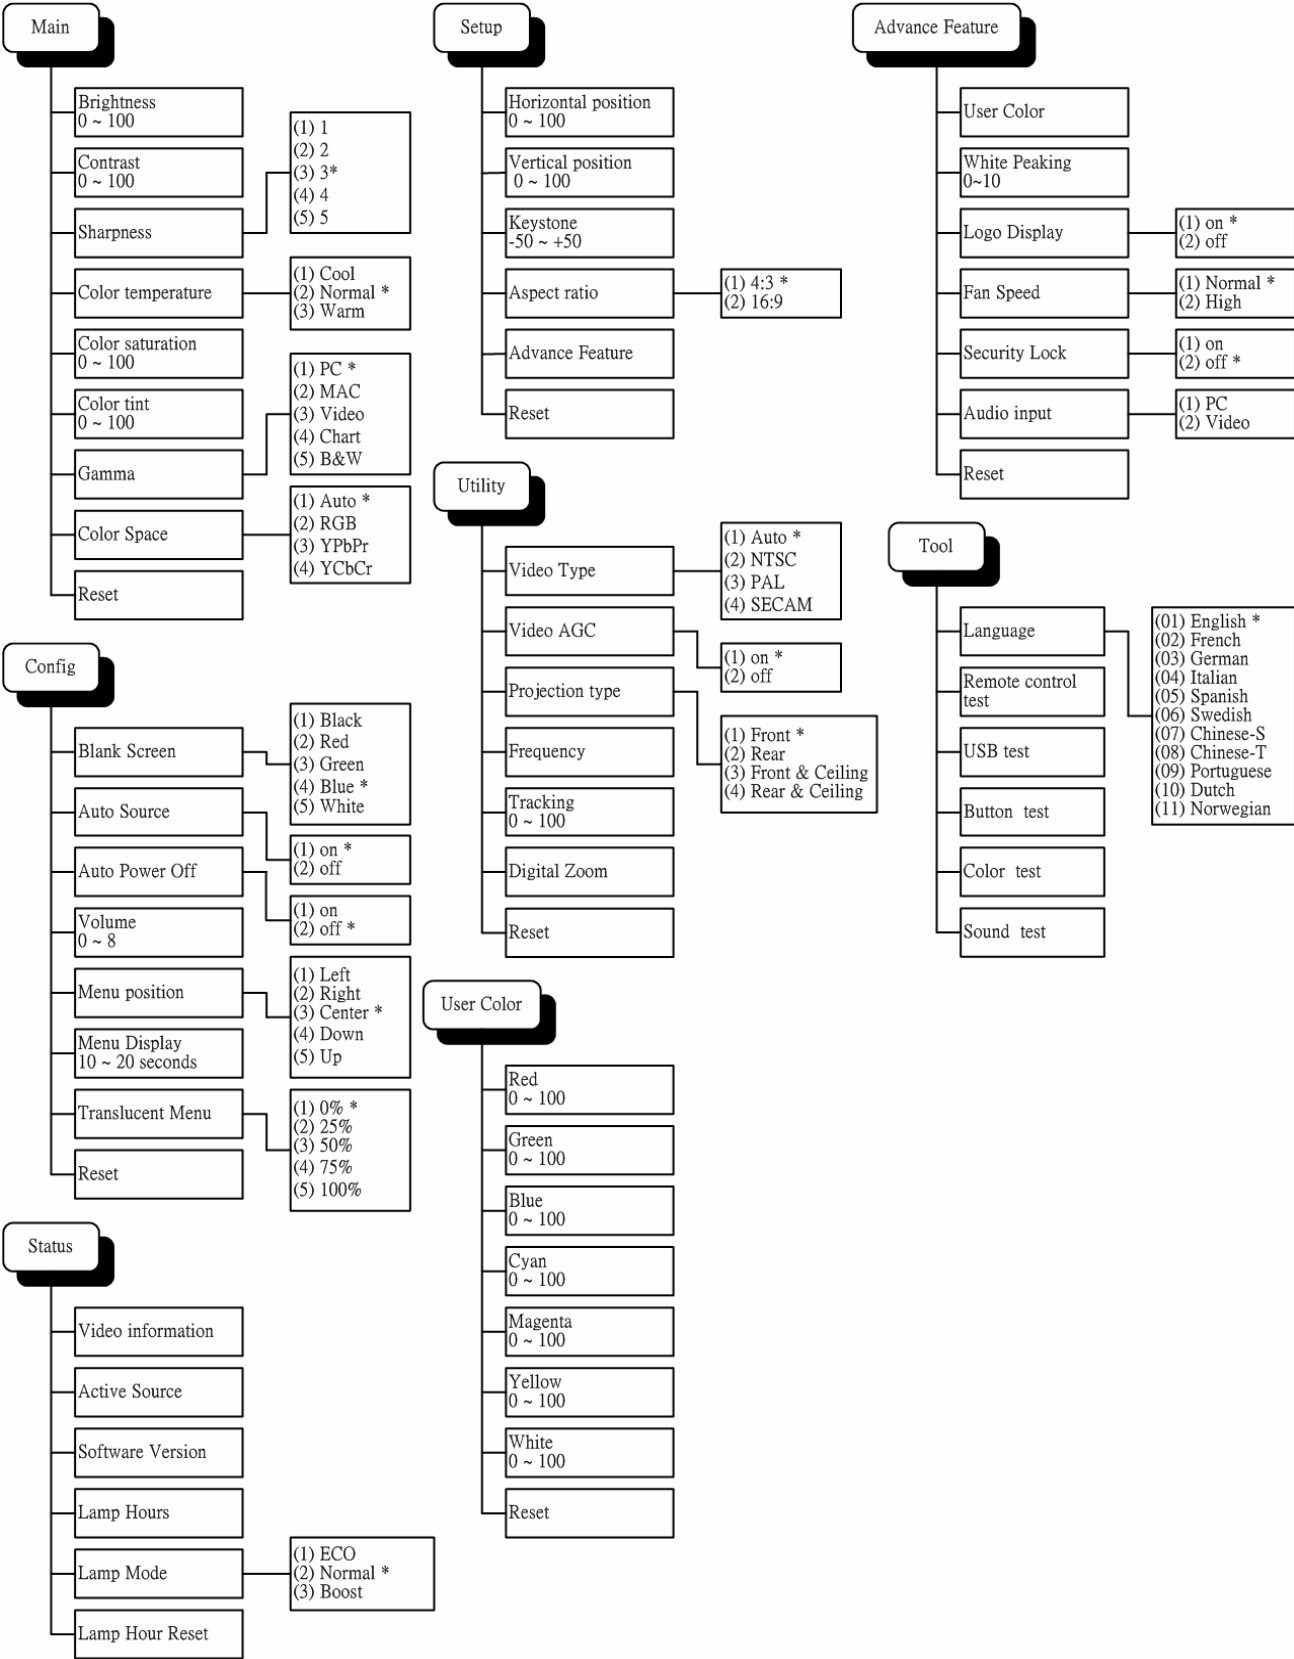 Main
Brightness
0 ~ 100
Contrast
0 ~ 100
Sharpness
(1) 1
(2) 2
(3) 3*
(4) 4
(5) 5
Color temperature
(1) Cool
(2) Normal *
(3) Warm
Color saturation
0 ~ 100
Color tint
0 ~ 100
Gamma
(1) PC *
(2) MAC
(3) Video
(4) Chart
(5) B&W
Color Space
(1) Auto *
(2) RGB
(3) YPbPr
(4) YCbCr
Reset
Config
Blank Screen
(1) Black
(2) Red
(3) Green
(4) Blue *
(5) White
Auto Source
(1) on *
(2) off
Auto Power Off
(1) on
(2) off *
Volume
0 ~ 8
Menu position
(1) Left
(2) Right
(3) Center *
(4) Down
(5) Up
Menu Display
10 ~ 20 seconds
Translucent Menu
(1) 0% *
(2) 25%
(3) 50%
(4) 75%
(5) 100%
Reset
Status
Video information
Active Source
Software Version
Lamp Hours
Lamp Mode
(1) ECO
(2) Normal *
(3) Boost
Lamp Hour Reset
Setup
Horizontal position
0 ~ 100
Vertical position
0 ~ 100
Keystone
-50 ~ +50
Aspect ratio
(1) 4:3 *
(2) 16:9
Advance Feature
Reset
Utility
Video Type
(1) Auto *
(2) NTSC
(3) PAL
(4) SECAM
Video AGC
(1) on *
(2) off
Projection type
(1) Front *
(2) Rear
(3) Front & Ceiling
(4) Rear & Ceiling
Frequency
Tracking
0 ~ 100
Digital Zoom
Reset
User Color
Red
0 ~ 100
Green
0 ~ 100
Blue
0 ~ 100
Cyan
0 ~ 100
Magenta
0 ~ 100
Yellow
0 ~ 100
White
0 ~ 100
Reset
Advance Feature
User Color
White Peaking
0~10
Logo Display
(1) on *
(2) off
Fan Speed
(1) Normal *
(2) High
Security Lock
(1) on
(2) off *
Audio input
(1) PC
(2) Video
Reset
Tool
Language
(01) English *
(02) French
(03) German
(04) Italian
(05) Spanish
(06) Swedish
(07) Chinese-S
(08) Chinese-T
(09) Portuguese
(10) Dutch
(11) Norwegian
Remote control
test
USB test
Button test
Color test
Sound test